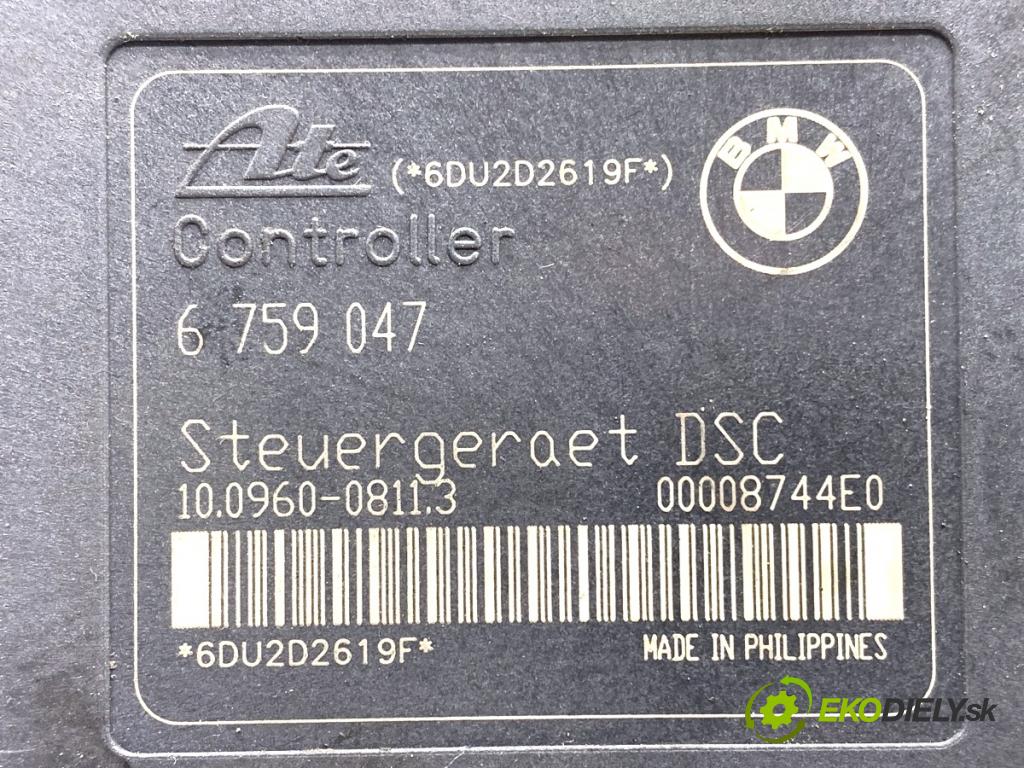 Ate (*6DU2D2619F*)
BMW
Controller
6 759 047
Steuergeraet DSC
10.0960-0811.3 00008744E0
*6DU2D2619F* MADE IN PHILIPPINES
EKODIELY.sk